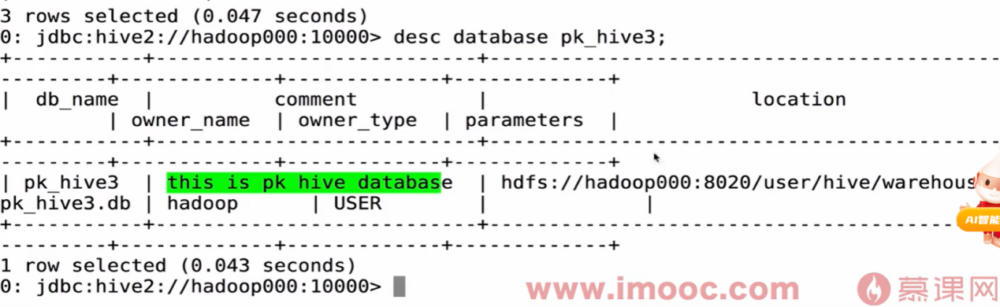 3 rows selected (0.047 seconds)
0: jdbc:hive2://hadoop000:10000> desc database pk_hive3;
+-----------+---------------------------+------------------------------------------
---------+-------------+-------------+-------------+
| db_name | comment | location
| owner_name | owner_type | parameters |
+-----------+---------------------------+------------------------------------------
---------+-------------+-------------+-------------+
| pk_hive3 | this is pk hive database | hdfs://hadoop000:8020/user/hive/warehous
pk_hive3.db | hadoop | USER | |
+-----------+---------------------------+------------------------------------------
---------+-------------+-------------+-------------+
1 row selected (0.043 seconds)
0: jdbc:hive2://hadoop000:10000>
AI智能
www.imooc.com 慕课网